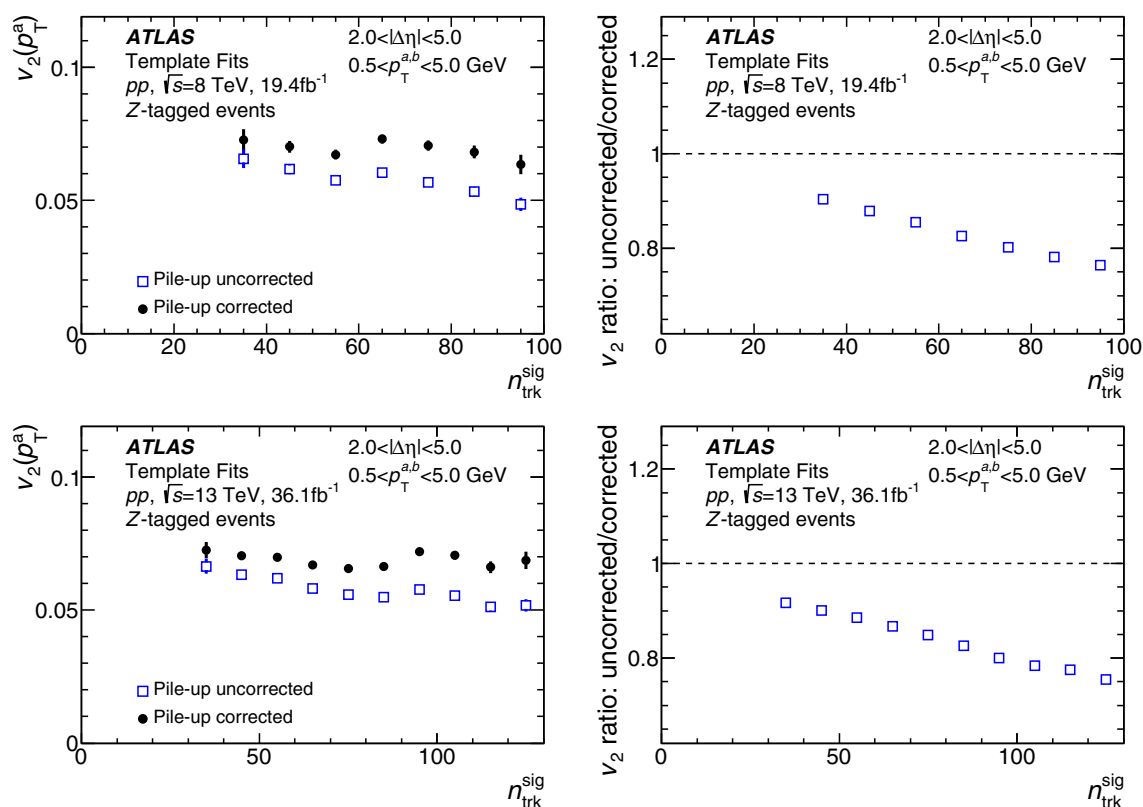 ATLAS 2.0<|Δη|<5.0
Template Fits 0.5<p_T^{a,b}<5.0 GeV
pp, √s=8 TeV, 19.4fb⁻¹
Z-tagged events
Pile-up uncorrected
Pile-up corrected
v₂(p_T^a)
0.1
0.05
0
0 20 40 60 80 100
n_trk^sig
ATLAS 2.0<|Δη|<5.0
Template Fits 0.5<p_T^{a,b}<5.0 GeV
pp, √s=8 TeV, 19.4fb⁻¹
Z-tagged events
v₂ ratio: uncorrected/corrected
1.2
1
0.8
0 20 40 60 80 100
n_trk^sig
ATLAS 2.0<|Δη|<5.0
Template Fits 0.5<p_T^{a,b}<5.0 GeV
pp, √s=13 TeV, 36.1fb⁻¹
Z-tagged events
Pile-up uncorrected
Pile-up corrected
v₂(p_T^a)
0.1
0.05
0
0 50 100
n_trk^sig
ATLAS 2.0<|Δη|<5.0
Template Fits 0.5<p_T^{a,b}<5.0 GeV
pp, √s=13 TeV, 36.1fb⁻¹
Z-tagged events
v₂ ratio: uncorrected/corrected
1.2
1
0.8
0 50 100
n_trk^sig